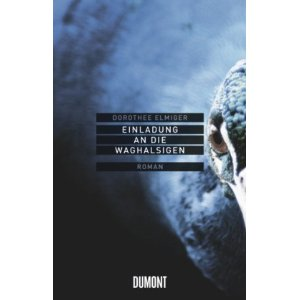 DOROTHEE ELMIGER
EINLADUNG
AN DIE
WAGHALSIGEN
ROMAN
DUMONT